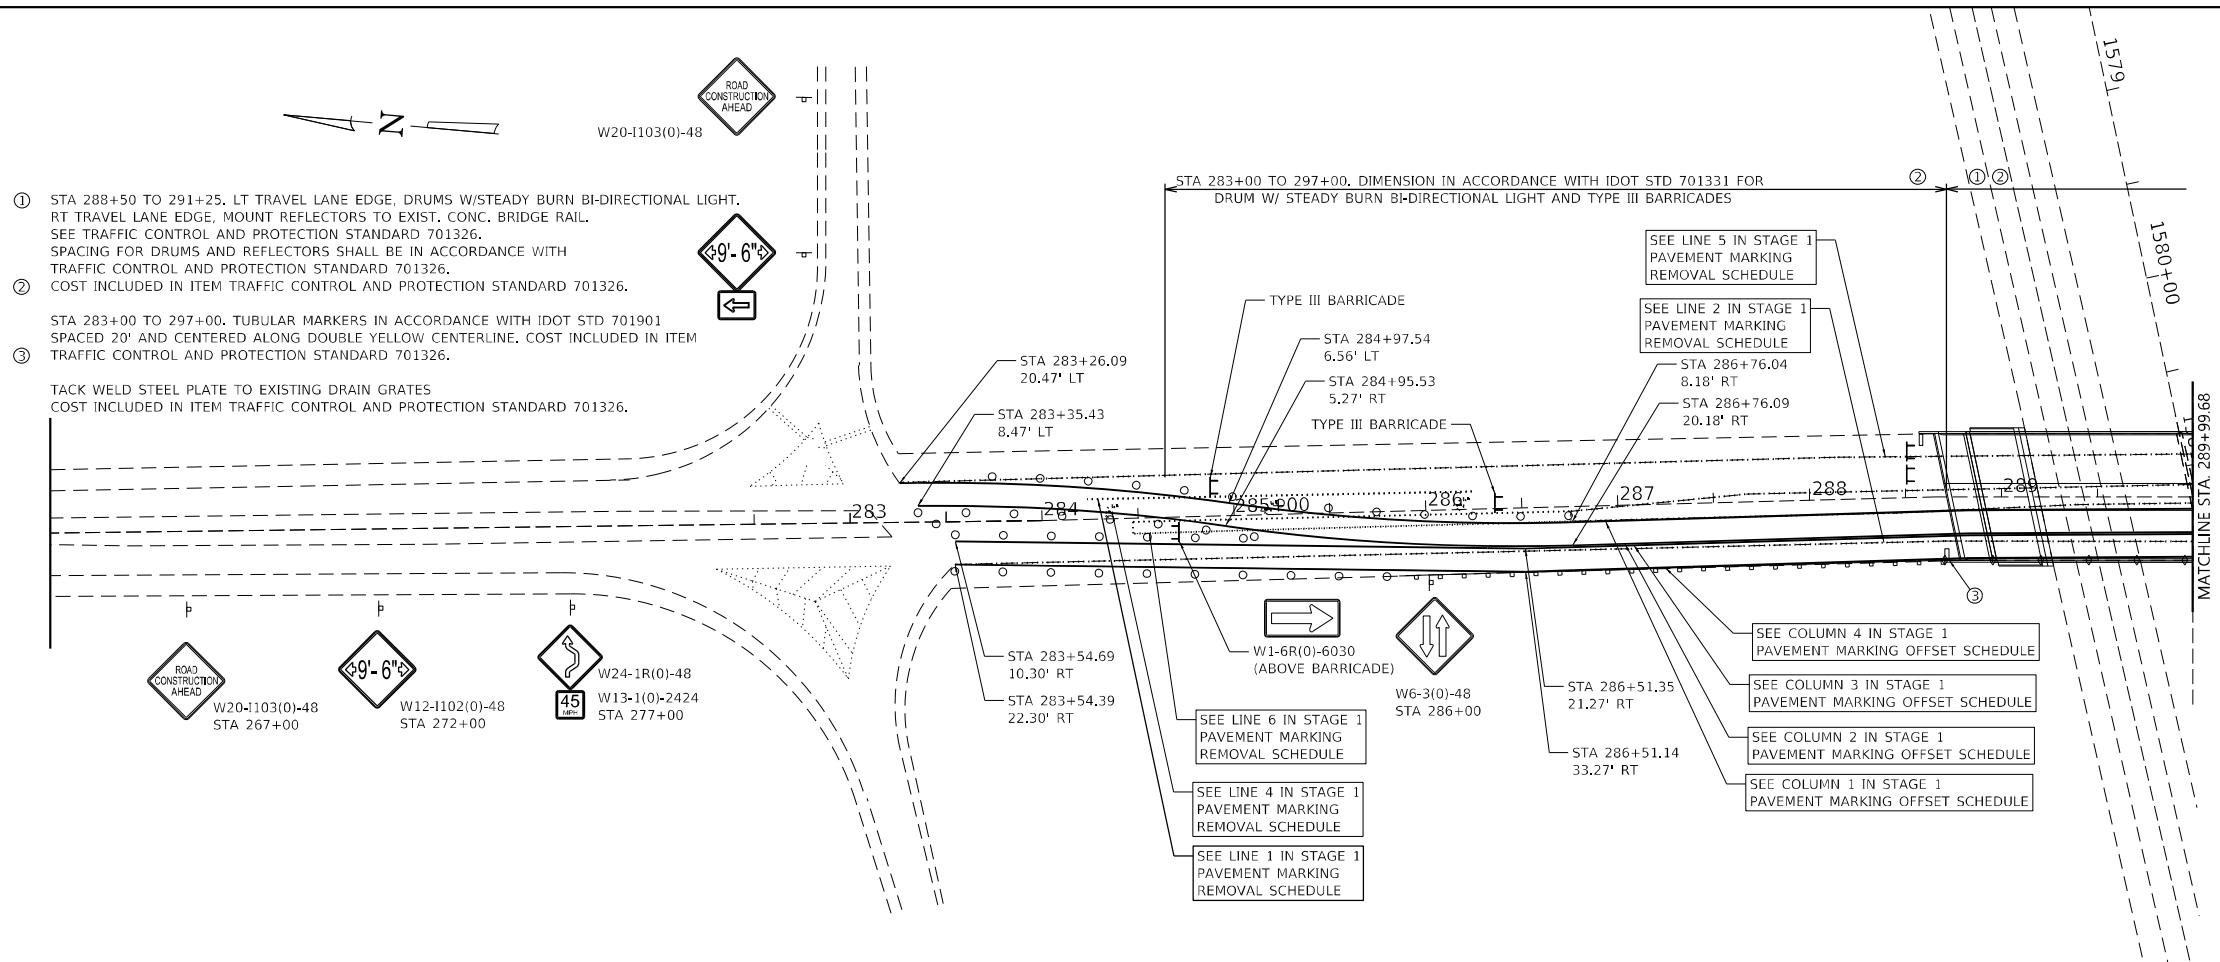 ROAD
CONSTRUCTION
AHEAD
W20-I103(0)-48
N
1579
1580+00
① STA 288+50 TO 291+25. LT TRAVEL LANE EDGE, DRUMS W/STEADY BURN BI-DIRECTIONAL LIGHT.
RT TRAVEL LANE EDGE, MOUNT REFLECTORS TO EXIST. CONC. BRIDGE RAIL.
SEE TRAFFIC CONTROL AND PROTECTION STANDARD 701326.
SPACING FOR DRUMS AND REFLECTORS SHALL BE IN ACCORDANCE WITH
TRAFFIC CONTROL AND PROTECTION STANDARD 701326.
② COST INCLUDED IN ITEM TRAFFIC CONTROL AND PROTECTION STANDARD 701326.
STA 283+00 TO 297+00. TUBULAR MARKERS IN ACCORDANCE WITH IDOT STD 701901
SPACED 20' AND CENTERED ALONG DOUBLE YELLOW CENTERLINE. COST INCLUDED IN ITEM
③ TRAFFIC CONTROL AND PROTECTION STANDARD 701326.
TACK WELD STEEL PLATE TO EXISTING DRAIN GRATES
COST INCLUDED IN ITEM TRAFFIC CONTROL AND PROTECTION STANDARD 701326.
9'-6"
STA 283+00 TO 297+00. DIMENSION IN ACCORDANCE WITH IDOT STD 701331 FOR
DRUM W/ STEADY BURN BI-DIRECTIONAL LIGHT AND TYPE III BARRICADES
② ① ②
SEE LINE 5 IN STAGE 1
PAVEMENT MARKING
REMOVAL SCHEDULE
SEE LINE 2 IN STAGE 1
PAVEMENT MARKING
REMOVAL SCHEDULE
TYPE III BARRICADE
STA 284+97.54
6.56' LT
STA 284+95.53
5.27' RT
TYPE III BARRICADE
STA 283+26.09
20.47' LT
STA 283+35.43
8.47' LT
STA 286+76.04
8.18' RT
STA 286+76.09
20.18' RT
MATCHLINE STA. 289+99.68
283
284
285+00
286
287
288
289
③
ROAD
CONSTRUCTION
AHEAD
W20-I103(0)-48
STA 267+00
9'-6"
W12-I102(0)-48
STA 272+00
45
MPH
W24-1R(0)-48
W13-1(0)-2424
STA 277+00
STA 283+54.69
10.30' RT
STA 283+54.39
22.30' RT
W1-6R(0)-6030
(ABOVE BARRICADE)
W6-3(0)-48
STA 286+00
STA 286+51.35
21.27' RT
STA 286+51.14
33.27' RT
SEE LINE 6 IN STAGE 1
PAVEMENT MARKING
REMOVAL SCHEDULE
SEE LINE 4 IN STAGE 1
PAVEMENT MARKING
REMOVAL SCHEDULE
SEE LINE 1 IN STAGE 1
PAVEMENT MARKING
REMOVAL SCHEDULE
SEE COLUMN 4 IN STAGE 1
PAVEMENT MARKING OFFSET SCHEDULE
SEE COLUMN 3 IN STAGE 1
PAVEMENT MARKING OFFSET SCHEDULE
SEE COLUMN 2 IN STAGE 1
PAVEMENT MARKING OFFSET SCHEDULE
SEE COLUMN 1 IN STAGE 1
PAVEMENT MARKING OFFSET SCHEDULE